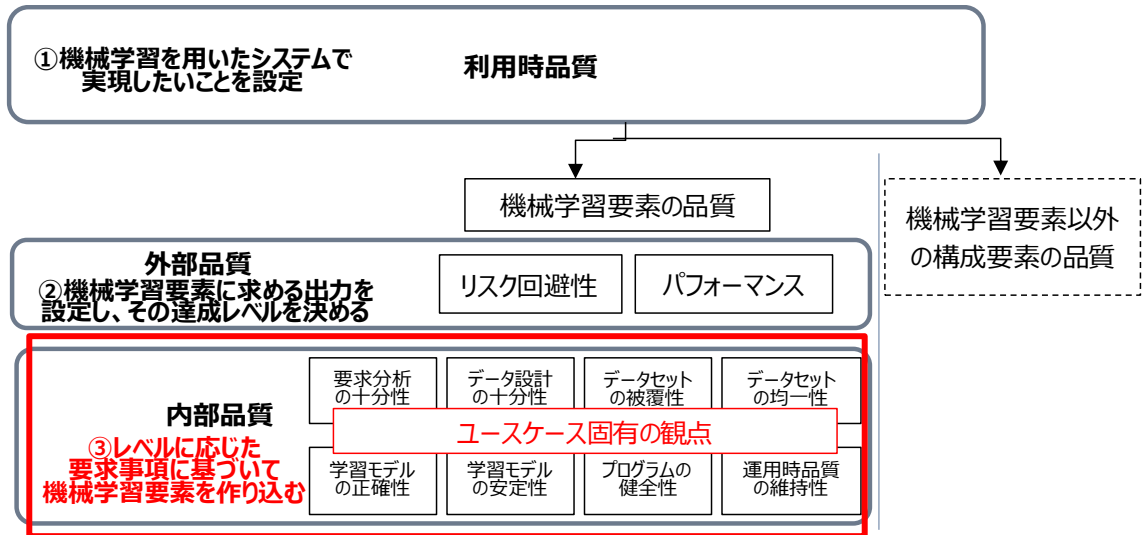 ①機械学習を用いたシステムで
実現したいことを設定
利用時品質
機械学習要素の品質
機械学習要素以外
の構成要素の品質
外部品質
②機械学習要素に求める出力を
設定し、その達成レベルを決める
リスク回避性
パフォーマンス
内部品質
③レベルに応じた
要求事項に基づいて
機械学習要素を作り込む
要求分析
の十分性
データ設計
の十分性
データセット
の被覆性
データセット
の均一性
ユースケース固有の観点
学習モデル
の正確性
学習モデル
の安定性
プログラムの
健全性
運用時品質
の維持性